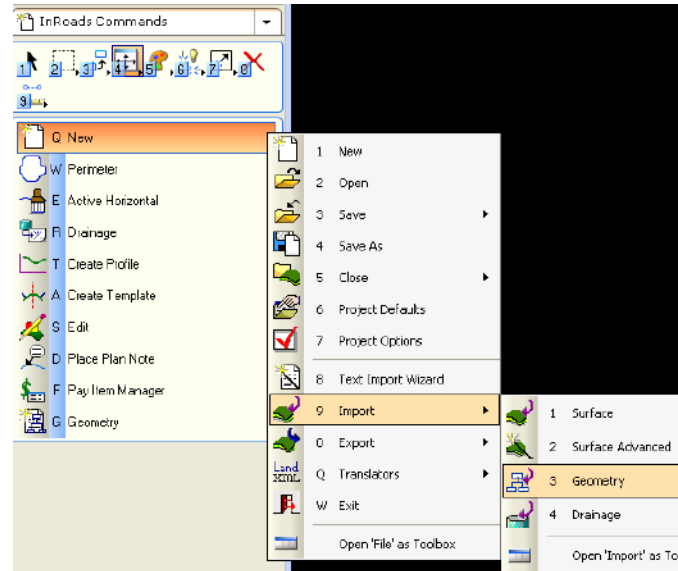 InRoads Commands
1 2 3 4 5 6 7 8
9
Q New
W Perimeter
E Active Horizontal
R Drainage
T Create Profile
A Create Template
S Edit
D Place Plan Note
F Pay Item Manager
G Geometry
1 New
2 Open
3 Save
4 Save As
5 Close
6 Project Defaults
7 Project Options
8 Text Import Wizard
9 Import
0 Export
Land XML Q Translators
W Exit
Open 'File' as Toolbox
1 Surface
2 Surface Advanced
3 Geometry
4 Drainage
Open 'Import' as To